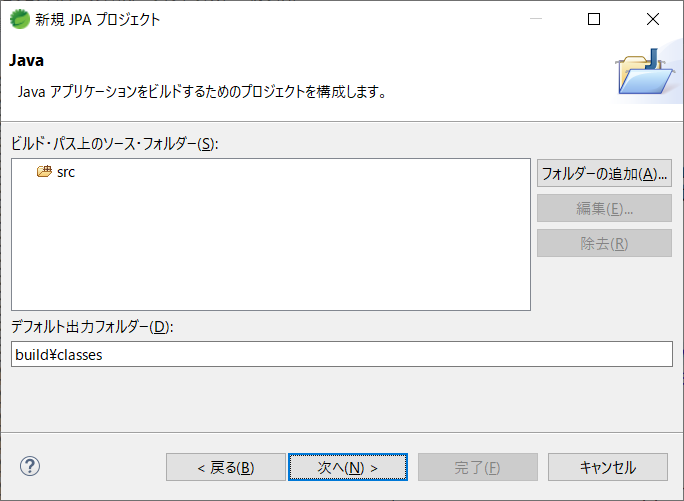 新規 JPA プロジェクト
Java
Java アプリケーションをビルドするためのプロジェクトを構成します。
ビルド・パス上のソース・フォルダー(S):
src
フォルダーの追加(A)...
編集(E)...
除去(R)
デフォルト出力フォルダー(D):
build¥classes
?
< 戻る(B)
次へ(N) >
完了(F)
キャンセル